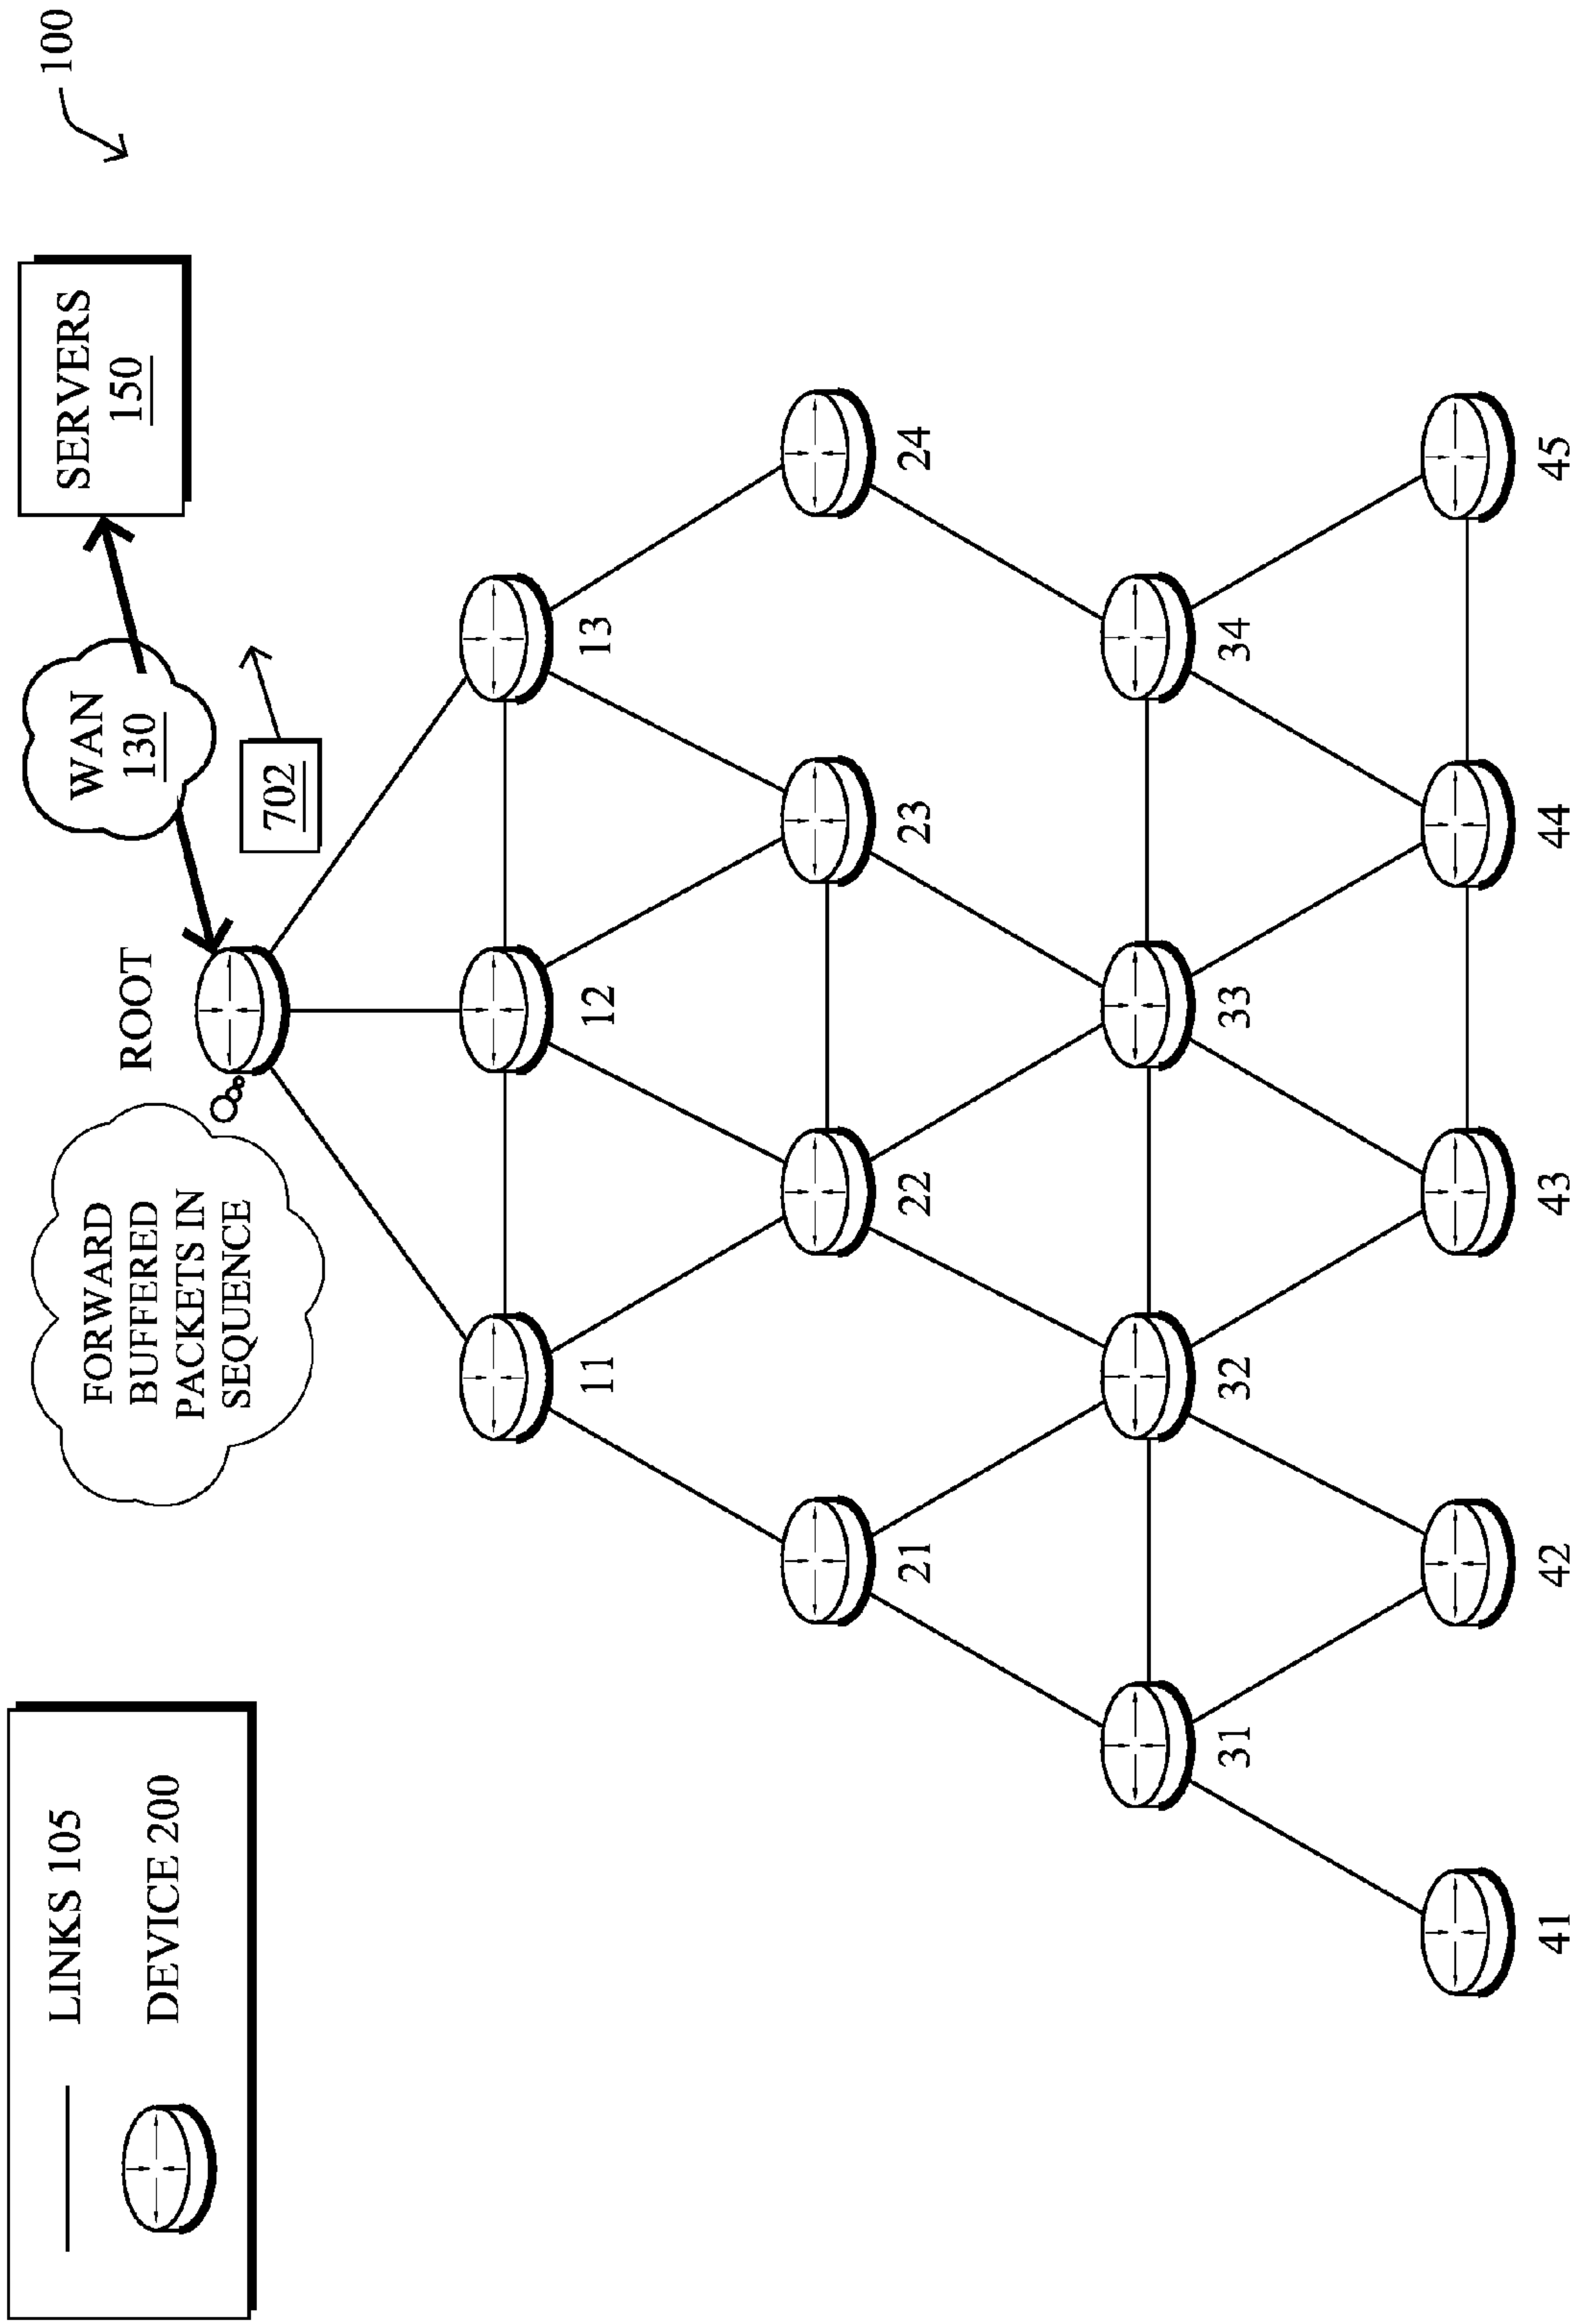 LINKS 105
DEVICE 200
FORWARD
BUFFERED
PACKETS IN
SEQUENCE
ROOT
WAN
130
SERVERS
150
100
702
11
12
13
21
22
23
24
31
32
33
34
41
42
43
44
45